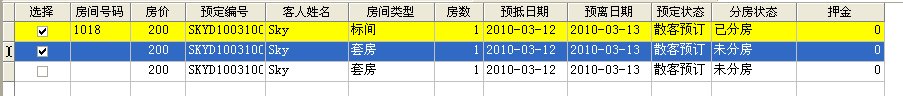 选择 房间号码 房价 预定编号 客人姓名 房间类型 房数 预抵日期 预离日期 预定状态 分房状态 押金
1018 200 SKYD1003100 Sky 标间 1 2010-03-12 2010-03-13 散客预订 已分房 0
200 SKYD1003100 Sky 套房 1 2010-03-12 2010-03-13 散客预订 未分房 0
200 SKYD1003100 Sky 套房 1 2010-03-12 2010-03-13 散客预订 未分房 0